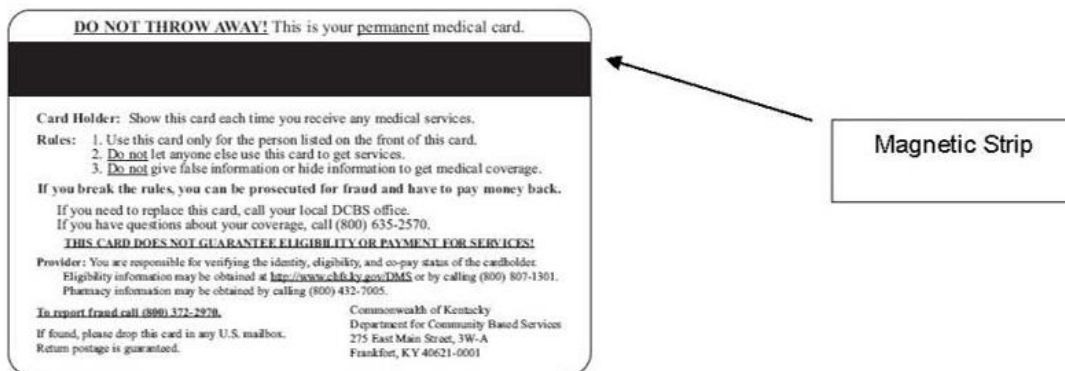 DO NOT THROW AWAY! This is your permanent medical card.
Magnetic Strip
Card Holder: Show this card each time you receive any medical services.
Rules: 1. Use this card only for the person listed on the front of this card.
2. Do not let anyone else use this card to get services.
3. Do not give false information or hide information to get medical coverage.
If you break the rules, you can be prosecuted for fraud and have to pay money back.
If you need to replace this card, call your local DCBS office.
If you have questions about your coverage, call (800) 635-2570.
THIS CARD DOES NOT GUARANTEE ELIGIBILITY OR PAYMENT FOR SERVICES!
Provider: You are responsible for verifying the identity, eligibility, and co-pay status of the cardholder.
Eligibility information may be obtained at http://www.chfs.ky.gov/DMS or by calling (800) 807-1301.
Pharmacy information may be obtained by calling (800) 432-7005.
To report fraud call (800) 372-2970.
If found, please drop this card in any U.S. mailbox.
Return postage is guaranteed.
Commonwealth of Kentucky
Department for Community Based Services
275 East Main Street, 3W-A
Frankfort, KY 40621-0001